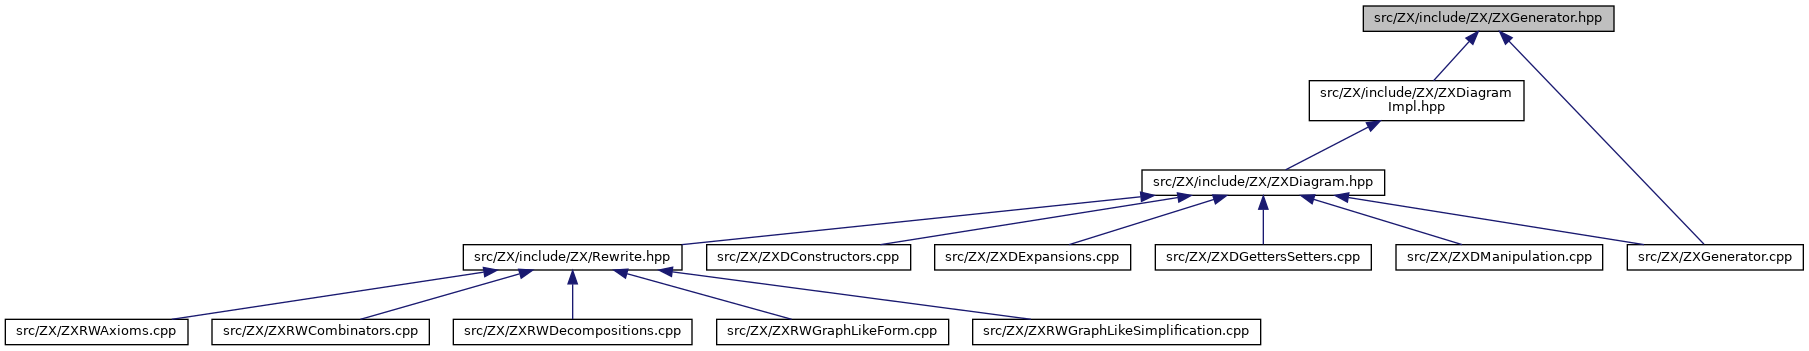 src/ZX/include/ZX/ZXGenerator.hpp
src/ZX/include/ZX/ZXDiagram
Impl.hpp
src/ZX/include/ZX/ZXDiagram.hpp
src/ZX/include/ZX/Rewrite.hpp
src/ZX/ZXDConstructors.cpp
src/ZX/ZXDExpansions.cpp
src/ZX/ZXDGettersSetters.cpp
src/ZX/ZXDManipulation.cpp
src/ZX/ZXGenerator.cpp
src/ZX/ZXRWAxioms.cpp
src/ZX/ZXRWCombinators.cpp
src/ZX/ZXRWDecompositions.cpp
src/ZX/ZXRWGraphLikeForm.cpp
src/ZX/ZXRWGraphLikeSimplification.cpp